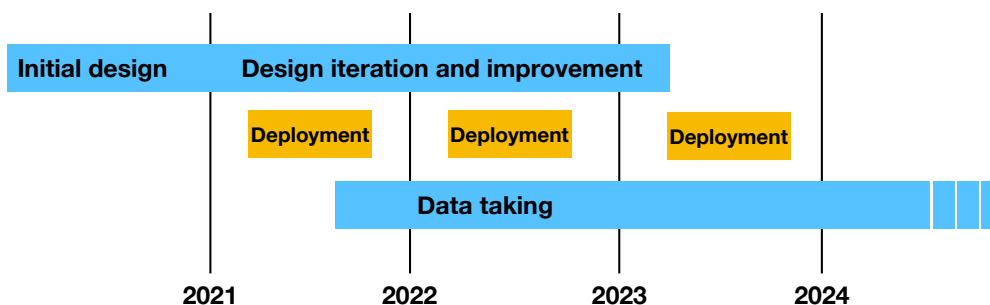 Initial design
Design iteration and improvement
Deployment
Deployment
Deployment
Data taking
2021
2022
2023
2024